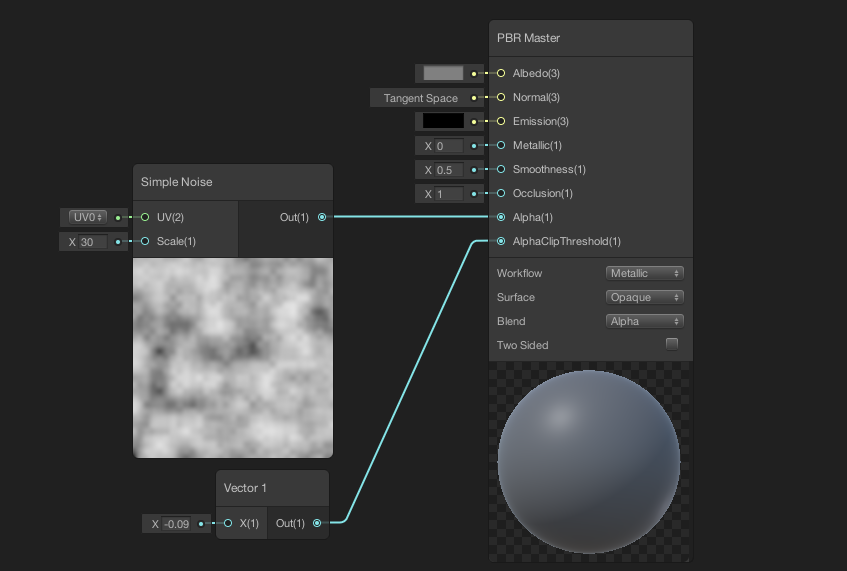 PBR Master
Albedo(3)
Tangent Space Normal(3)
Emission(3)
X 0 Metallic(1)
X 0.5 Smoothness(1)
X 1 Occlusion(1)
Alpha(1)
AlphaClipThreshold(1)
Workflow Metallic
Surface Opaque
Blend Alpha
Two Sided
Simple Noise
UV0 UV(2) Out(1)
X 30 Scale(1)
Vector 1
X -0.09 X(1) Out(1)